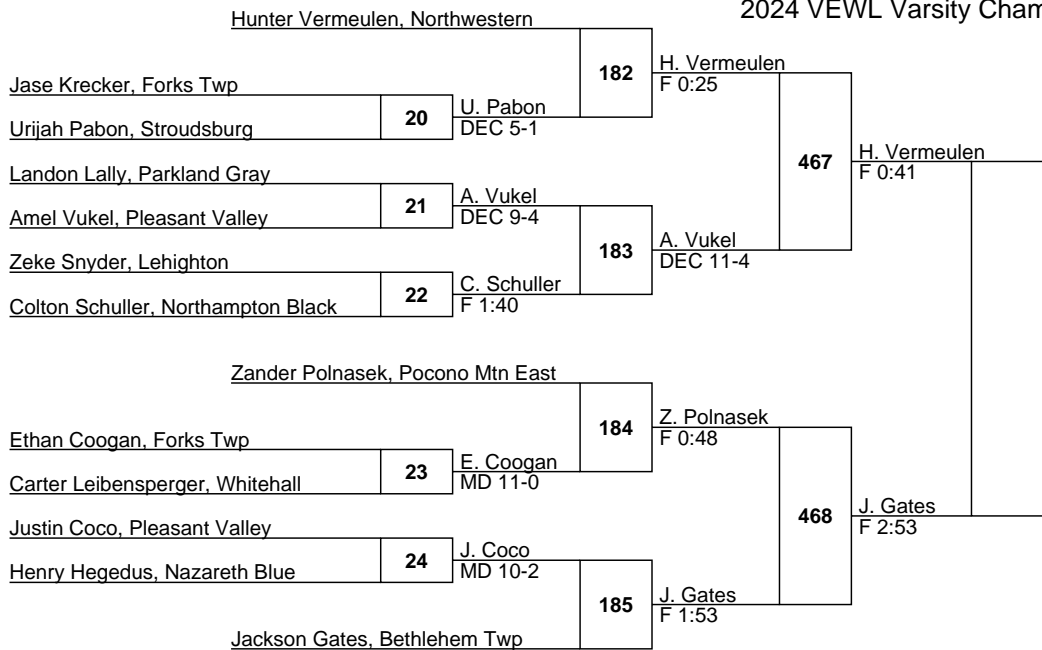 2024 VEWL Varsity Cham
Hunter Vermeulen, Northwestern
182
H. Vermeulen
F 0:25
Jase Krecker, Forks Twp
20
U. Pabon
DEC 5-1
Urijah Pabon, Stroudsburg
467
H. Vermeulen
F 0:41
Landon Lally, Parkland Gray
21
A. Vukel
DEC 9-4
Amel Vukel, Pleasant Valley
183
A. Vukel
DEC 11-4
Zeke Snyder, Lehighton
22
C. Schuller
F 1:40
Colton Schuller, Northampton Black
Zander Polnasek, Pocono Mtn East
184
Z. Polnasek
F 0:48
Ethan Coogan, Forks Twp
23
E. Coogan
MD 11-0
Carter Leibensperger, Whitehall
468
J. Gates
F 2:53
Justin Coco, Pleasant Valley
24
J. Coco
MD 10-2
Henry Hegedus, Nazareth Blue
185
J. Gates
F 1:53
Jackson Gates, Bethlehem Twp